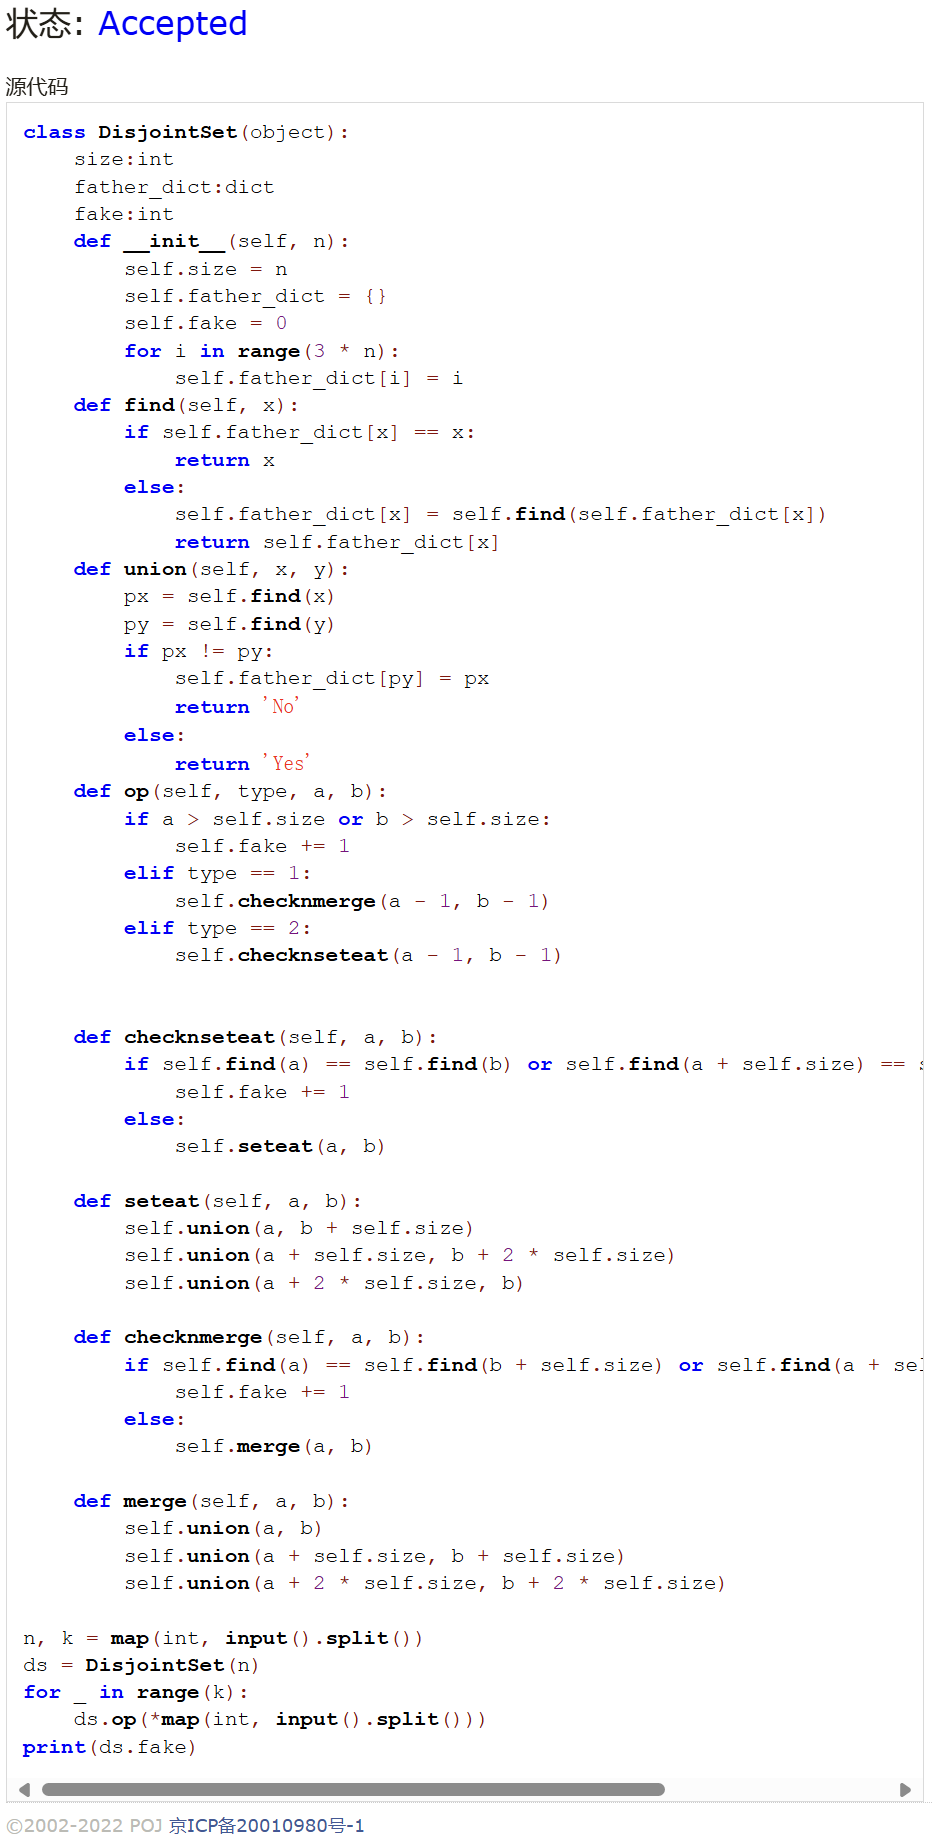 状态: Accepted
源代码
class DisjointSet(object):
    size:int
    father_dict:dict
    fake:int
    def __init__(self, n):
        self.size = n
        self.father_dict = {}
        self.fake = 0
        for i in range(3 * n):
            self.father_dict[i] = i
    def find(self, x):
        if self.father_dict[x] == x:
            return x
        else:
            self.father_dict[x] = self.find(self.father_dict[x])
            return self.father_dict[x]
    def union(self, x, y):
        px = self.find(x)
        py = self.find(y)
        if px != py:
            self.father_dict[py] = px
            return 'No'
        else:
            return 'Yes'
    def op(self, type, a, b):
        if a > self.size or b > self.size:
            self.fake += 1
        elif type == 1:
            self.checknmerge(a - 1, b - 1)
        elif type == 2:
            self.checknseteat(a - 1, b - 1)
    def checknseteat(self, a, b):
        if self.find(a) == self.find(b) or self.find(a + self.size) ==
            self.fake += 1
        else:
            self.seteat(a, b)
    def seteat(self, a, b):
        self.union(a, b + self.size)
        self.union(a + self.size, b + 2 * self.size)
        self.union(a + 2 * self.size, b)
    def checknmerge(self, a, b):
        if self.find(a) == self.find(b + self.size) or self.find(a + sel
            self.fake += 1
        else:
            self.merge(a, b)
    def merge(self, a, b):
        self.union(a, b)
        self.union(a + self.size, b + self.size)
        self.union(a + 2 * self.size, b + 2 * self.size)
n, k = map(int, input().split())
ds = DisjointSet(n)
for _ in range(k):
    ds.op(*map(int, input().split()))
print(ds.fake)
©2002-2022 POJ 京ICP备20010980号-1